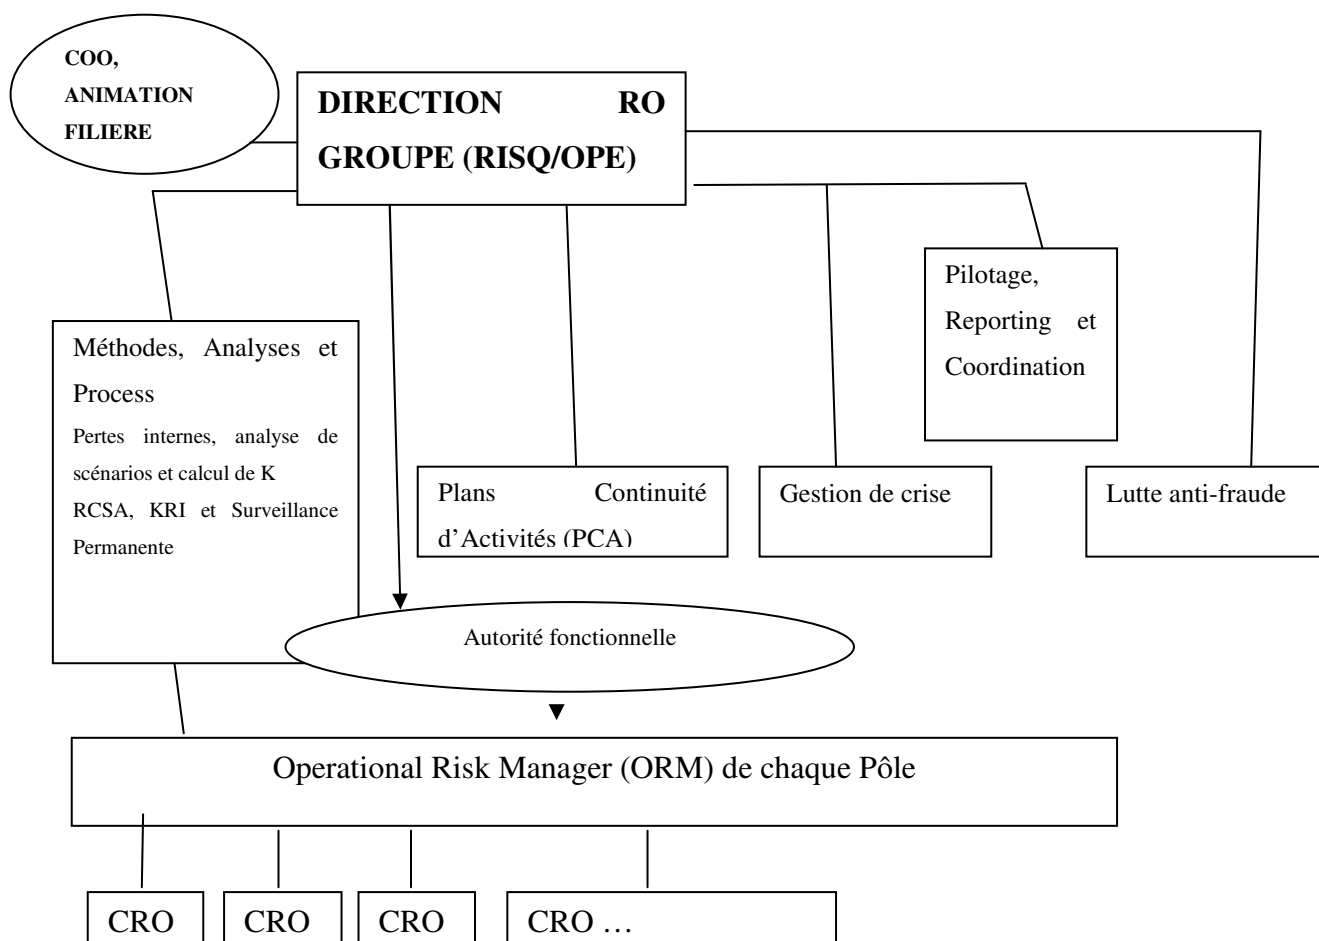 COO,
ANIMATION
FILIERE
DIRECTION RO
GROUPE (RISQ/OPE)
Pilotage,
Reporting et
Coordination
Méthodes, Analyses et
Process
Pertes internes, analyse de
scénarios et calcul de K
RCSA, KRI et Surveillance
Permanente
Plans Continuité
d’Activités (PCA)
Gestion de crise
Lutte anti-fraude
Autorité fonctionnelle
Operational Risk Manager (ORM) de chaque Pôle
CRO
CRO
CRO
CRO …